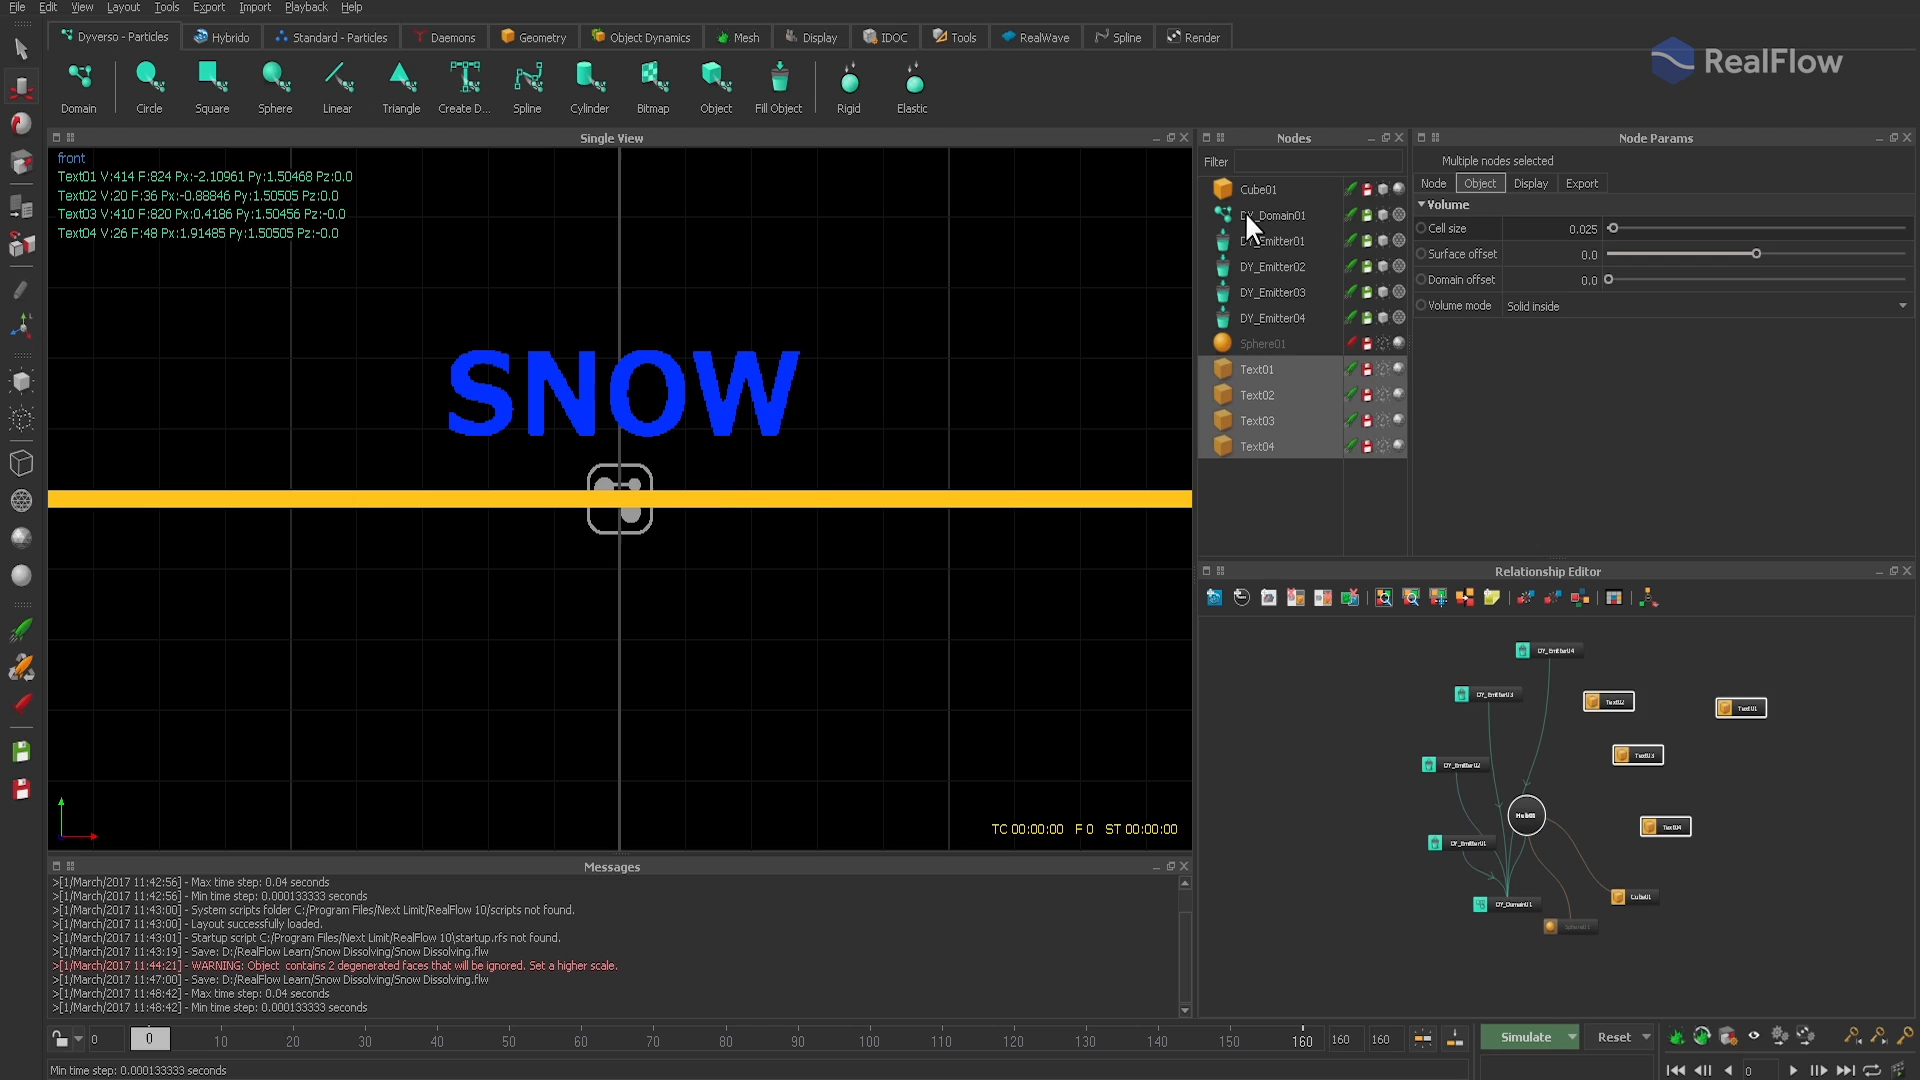 File Edit View Layout Tools Export Import Playback Help
Dyverso - Particles Hybrido Standard - Particles Daemons Geometry Object Dynamics Mesh Display IDOC Tools RealWave Spline Render
RealFlow
Domain Circle Square Sphere Linear Triangle Create D... Spline Cylinder Bitmap Object Fill Object Rigid Elastic
Single View
front
Text01 V:414 F:824 Px:-2.10961 Py:1.50468 Pz:0.0
Text02 V:20 F:36 Px:-0.88846 Py:1.50505 Pz:0.0
Text03 V:410 F:820 Px:0.4186 Py:1.50456 Pz:-0.0
Text04 V:26 F:48 Px:1.91485 Py:1.50505 Pz:-0.0
SNOW
TC 00:00:00 F 0 ST 00:00:00
Nodes
Filter
Cube01
DY_Domain01
DY_Emitter01
DY_Emitter02
DY_Emitter03
DY_Emitter04
Sphere01
Text01
Text02
Text03
Text04
Node Params
Multiple nodes selected
Node Object Display Export
Volume
Cell size 0.025
Surface offset 0.0
Domain offset 0.0
Volume mode Solid inside
Relationship Editor
DY_Emitter04
DY_Emitter03
Text02
Text01
Text03
DY_Emitter02
Hub01
Text04
DY_Emitter01
Cube01
DY_Domain01
Sphere01
Messages
>[1/March/2017 11:42:56] - Max time step: 0.04 seconds
>[1/March/2017 11:42:56] - Min time step: 0.000133333 seconds
>[1/March/2017 11:43:00] - System scripts folder C:/Program Files/Next Limit/RealFlow 10/scripts not found.
>[1/March/2017 11:43:00] - Layout successfully loaded.
>[1/March/2017 11:43:01] - Startup script C:/Program Files/Next Limit/RealFlow 10\startup.rfs not found.
>[1/March/2017 11:43:19] - Save: D:/RealFlow Learn/Snow Dissolving/Snow Dissolving.flw
>[1/March/2017 11:44:21] - WARNING: Object contains 2 degenerated faces that will be ignored. Set a higher scale.
>[1/March/2017 11:47:00] - Save: D:/RealFlow Learn/Snow Dissolving/Snow Dissolving.flw
>[1/March/2017 11:48:42] - Max time step: 0.04 seconds
>[1/March/2017 11:48:42] - Min time step: 0.000133333 seconds
0 0 10 20 30 40 50 60 70 80 90 100 110 120 130 140 150 160 160 160
Simulate Reset
Min time step: 0.000133333 seconds
0